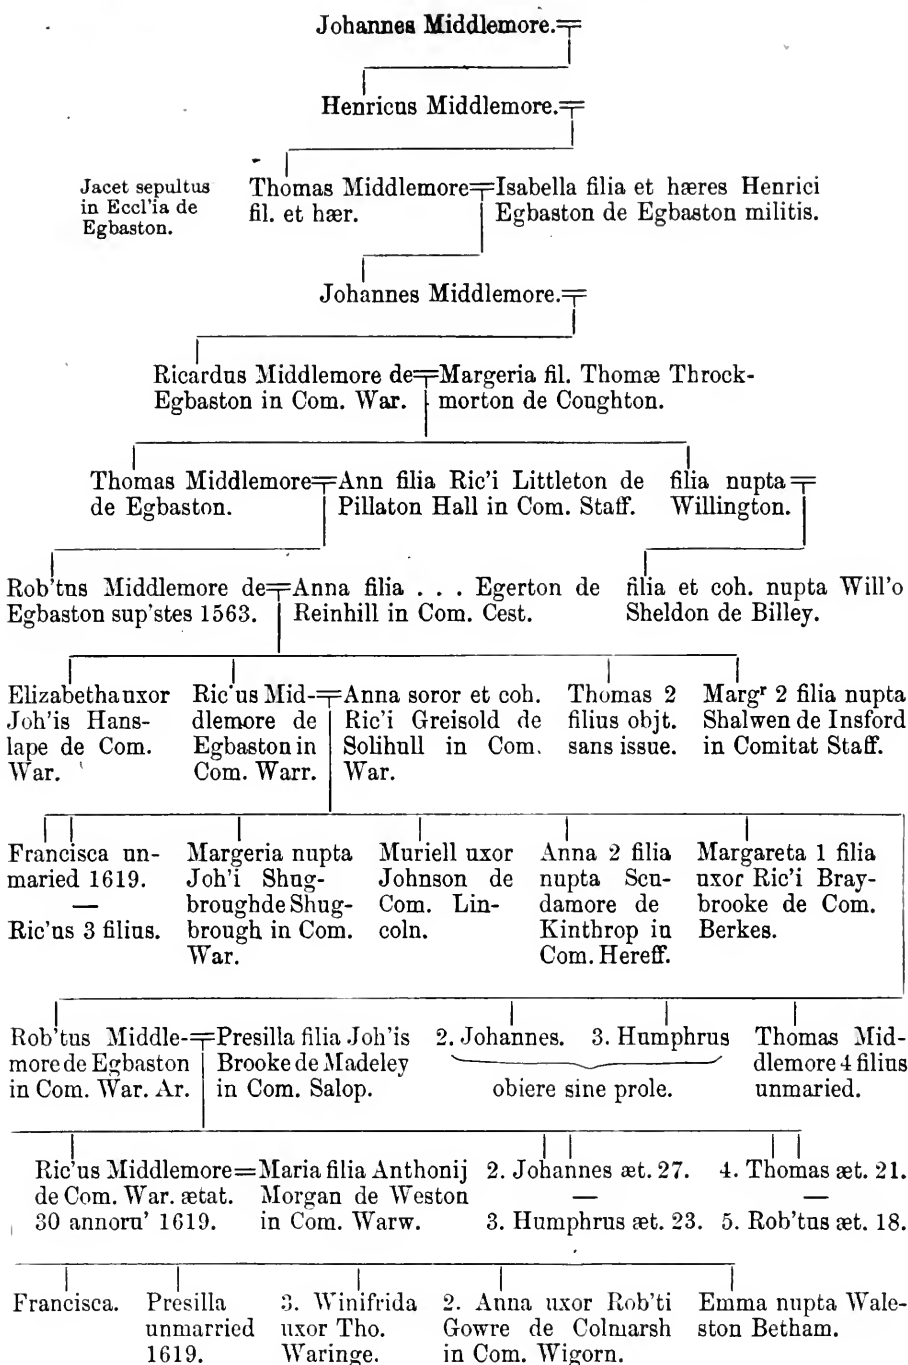 Johannes Middlemore.
Henricus Middlemore.
Jacet sepultus
in Eccl'ia de
Egbaston.
Thomas Middlemore
fil. et hær.
Isabella filia et hæres Henrici
Egbaston de Egbaston militis.
Johannes Middlemore.
Ricardus Middlemore de
Egbaston in Com. War.
Margeria fil. Thomæ Throck-
morton de Coughton.
Thomas Middlemore
de Egbaston.
Ann filia Ric'i Littleton de
Pillaton Hall in Com. Staff.
filia nupta
Willington.
Rob'tus Middlemore de
Egbaston sup'stes 1563.
Anna filia . . . Egerton de
Reinhill in Com. Cest.
filia et coh. nupta Will'o
Sheldon de Billey.
Elizabetha uxor
Joh'is Hans-
lape de Com.
War.
Ric'us Mid-
dlemore de
Egbaston in
Com. Warr.
Anna soror et coh.
Ric'i Greisold de
Solihull in Com.
War.
Thomas 2
filius objt.
sans issue.
Margr 2 filia nupta
Shalwen de Insford
in Comitat Staff.
Francisca un-
maried 1619.
—
Ric'us 3 filius.
Margeria nupta
Joh'i Shug-
broughde Shug-
brough in Com.
War.
Muriell uxor
Johnson de
Com. Lin-
coln.
Anna 2 filia
nupta Scu-
damore de
Kinthrop in
Com. Hereff.
Margareta 1 filia
uxor Ric'i Bray-
brooke de Com.
Berkes.
Rob'tus Middle-
more de Egbaston
in Com. War. Ar.
Presilla filia Joh'is
Brooke de Madeley
in Com. Salop.
2. Johannes. 3. Humphrus
obiere sine prole.
Thomas Mid-
dlemore 4 filius
unmaried.
Ric'us Middlemore
de Com. War. ætat.
30 annoru' 1619.
Maria filia Anthonij
Morgan de Weston
in Com. Warw.
2. Johannes æt. 27.
—
3. Humphrus æt. 23.
4. Thomas æt. 21.
—
5. Rob'tus æt. 18.
Francisca.
Presilla
unmarried
1619.
3. Winifrida
uxor Tho.
Waringe.
2. Anna uxor Rob'ti
Gowre de Colmarsh
in Com. Wigorn.
Emma nupta Wale-
ston Betham.